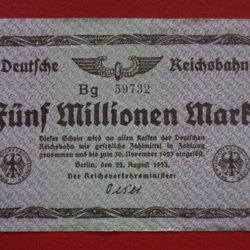 Deutsche Reichsbahn
Bg 59732
Fünf Millionen Mark
Dieser Schein wird an allen Kassen der Deutschen
Reichsbahn wie gesetzliche Zahlmittel in Zahlung
genommen und bis zum 30. November 1923 eingelöst.
Berlin, den 22. August 1923.
Der Reichsverkehrsminister: